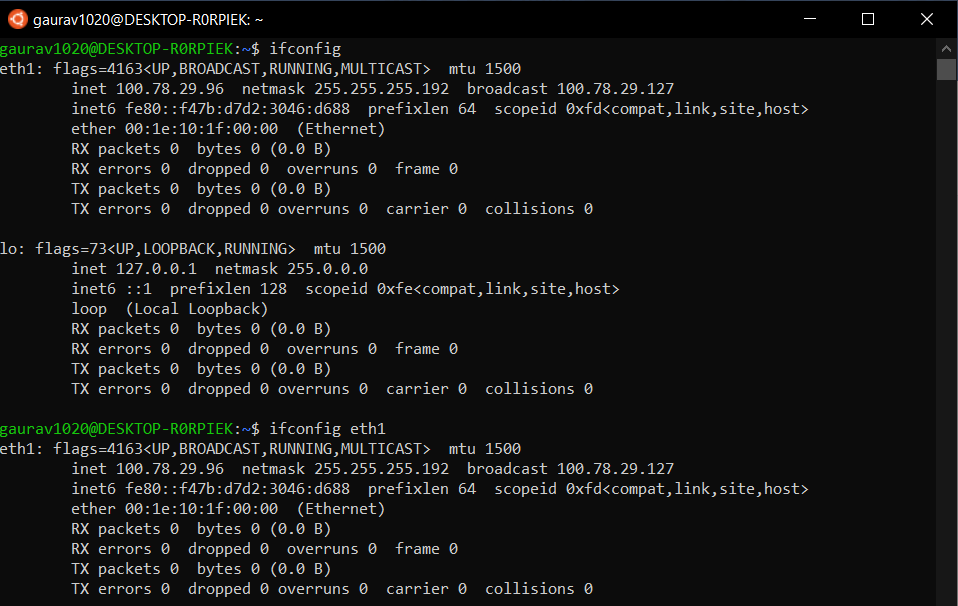 gaurav1020@DESKTOP-R0RPIEK: ~
gaurav1020@DESKTOP-R0RPIEK:~$ ifconfig
eth1: flags=4163<UP,BROADCAST,RUNNING,MULTICAST>  mtu 1500
        inet 100.78.29.96  netmask 255.255.255.192  broadcast 100.78.29.127
        inet6 fe80::f47b:d7d2:3046:d688  prefixlen 64  scopeid 0xfd<compat,link,site,host>
        ether 00:1e:10:1f:00:00  (Ethernet)
        RX packets 0  bytes 0 (0.0 B)
        RX errors 0  dropped 0  overruns 0  frame 0
        TX packets 0  bytes 0 (0.0 B)
        TX errors 0  dropped 0 overruns 0  carrier 0  collisions 0
lo: flags=73<UP,LOOPBACK,RUNNING>  mtu 1500
        inet 127.0.0.1  netmask 255.0.0.0
        inet6 ::1  prefixlen 128  scopeid 0xfe<compat,link,site,host>
        loop  (Local Loopback)
        RX packets 0  bytes 0 (0.0 B)
        RX errors 0  dropped 0  overruns 0  frame 0
        TX packets 0  bytes 0 (0.0 B)
        TX errors 0  dropped 0 overruns 0  carrier 0  collisions 0
gaurav1020@DESKTOP-R0RPIEK:~$ ifconfig eth1
eth1: flags=4163<UP,BROADCAST,RUNNING,MULTICAST>  mtu 1500
        inet 100.78.29.96  netmask 255.255.255.192  broadcast 100.78.29.127
        inet6 fe80::f47b:d7d2:3046:d688  prefixlen 64  scopeid 0xfd<compat,link,site,host>
        ether 00:1e:10:1f:00:00  (Ethernet)
        RX packets 0  bytes 0 (0.0 B)
        RX errors 0  dropped 0  overruns 0  frame 0
        TX packets 0  bytes 0 (0.0 B)
        TX errors 0  dropped 0 overruns 0  carrier 0  collisions 0